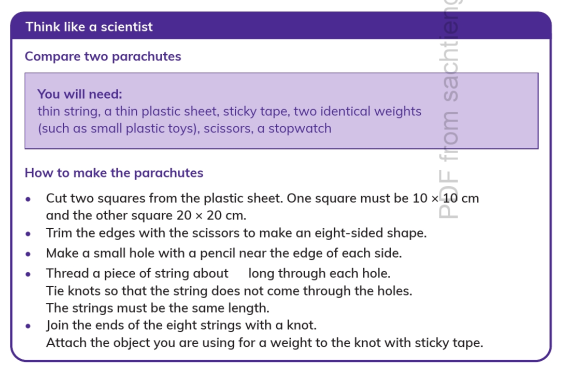 Think like a scientist
Compare two parachutes
You will need:
thin string, a thin plastic sheet, sticky tape, two identical weights
(such as small plastic toys), scissors, a stopwatch
How to make the parachutes
• Cut two squares from the plastic sheet. One square must be 10 × 10 cm
and the other square 20 × 20 cm.
• Trim the edges with the scissors to make an eight-sided shape.
• Make a small hole with a pencil near the edge of each side.
• Thread a piece of string about long through each hole.
Tie knots so that the string does not come through the holes.
The strings must be the same length.
• Join the ends of the eight strings with a knot.
Attach the object you are using for a weight to the knot with sticky tape.
PDF from sachtieng